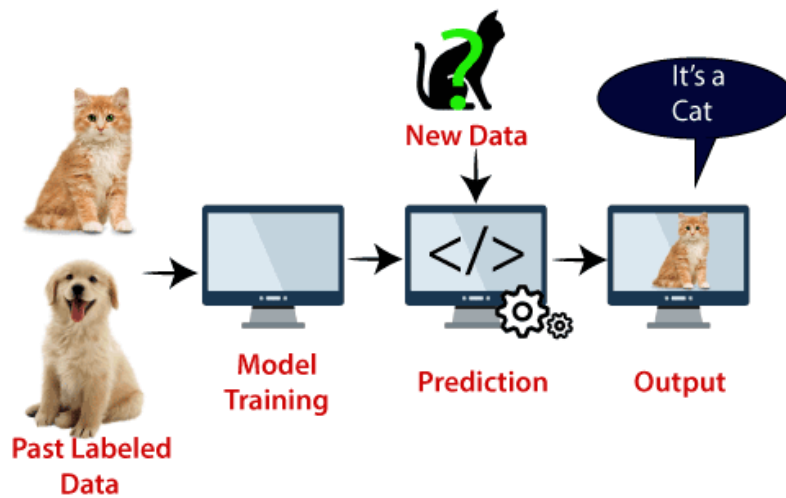 ?
New Data
It's a
Cat
</>
Model
Training
Prediction
Output
Past Labeled
Data